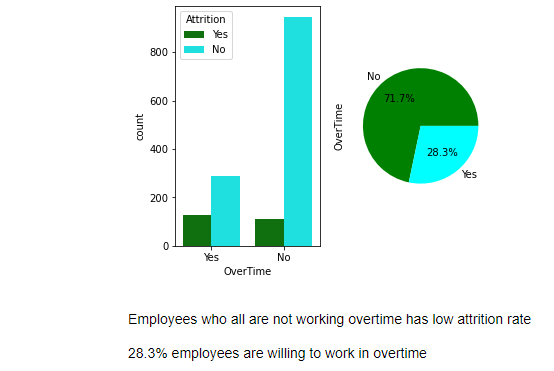 Attrition
Yes
No
800
600
400
200
0
count
Yes No
OverTime
OverTime
No
71.7%
28.3%
Yes
Employees who all are not working overtime has low attrition rate
28.3% employees are willing to work in overtime